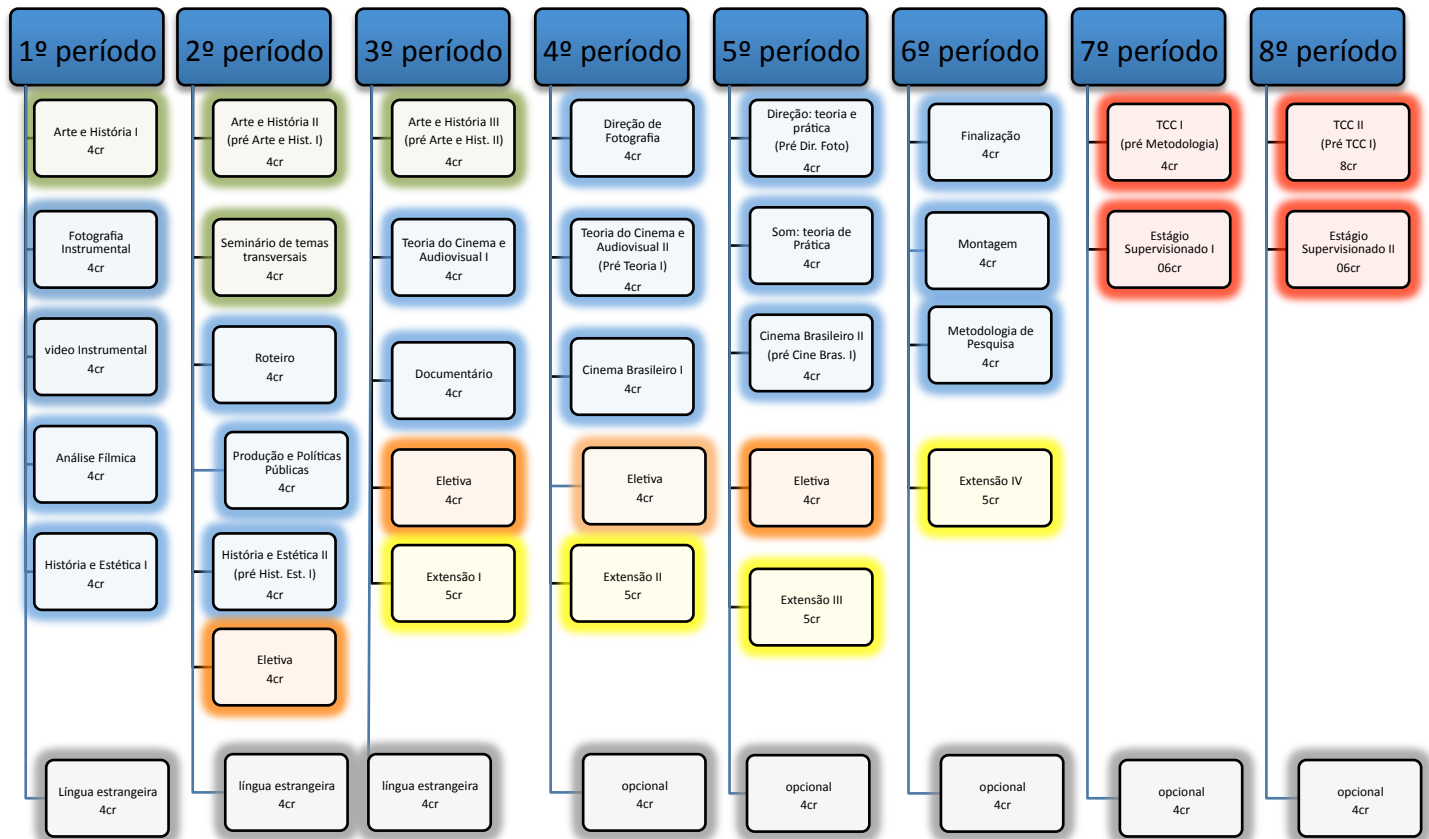 1º período
Arte e História I
4cr
Fotografia
Instrumental
4cr
video Instrumental
4cr
Análise Fílmica
4cr
História e Estética I
4cr
Língua estrangeira
4cr
2º período
Arte e História II
(pré Arte e Hist. I)
4cr
Seminário de temas
transversais
4cr
Roteiro
4cr
Produção e Políticas
Públicas
4cr
História e Estética II
(pré Hist. Est. I)
4cr
Eletiva
4cr
língua estrangeira
4cr
3º período
Arte e História III
(pré Arte e Hist. II)
4cr
Teoria do Cinema e
Audiovisual I
4cr
Documentário
4cr
Eletiva
4cr
Extensão I
5cr
língua estrangeira
4cr
4º período
Direção de
Fotografia
4cr
Teoria do Cinema e
Audiovisual II
(Pré Teoria I)
4cr
Cinema Brasileiro I
4cr
Eletiva
4cr
Extensão II
5cr
opcional
4cr
5º período
Direção: teoria e
prática
(Pré Dir. Foto)
4cr
Som: teoria de
Prática
4cr
Cinema Brasileiro II
(pré Cine Bras. I)
4cr
Eletiva
4cr
Extensão III
5cr
opcional
4cr
6º período
Finalização
4cr
Montagem
4cr
Metodologia de
Pesquisa
4cr
Extensão IV
5cr
opcional
4cr
7º período
TCC I
(pré Metodologia)
4cr
Estágio
Supervisionado I
06cr
opcional
4cr
8º período
TCC II
(Pré TCC I)
8cr
Estágio
Supervisionado II
06cr
opcional
4cr